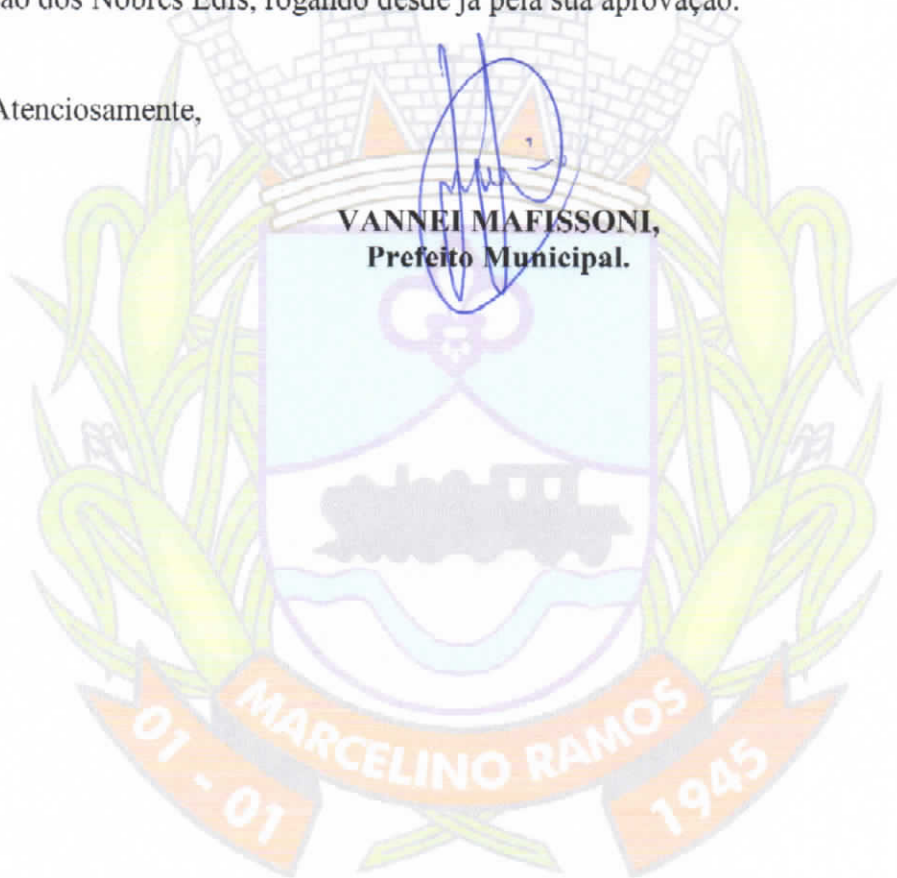 ão dos Nobres Edis, rogando desde já pela sua aprovação.
Atenciosamente,
VANNEI MAFISSONI,
Prefeito Municipal.
MARCELINO RAMOS
01 - 01
1945